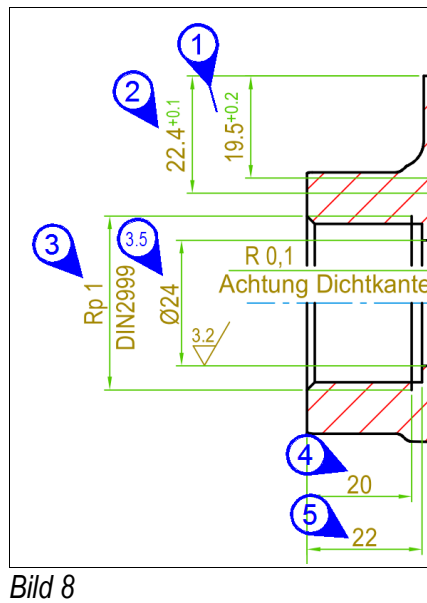 1
2
22.4+0.1
19.5+0.2
3
3.5
Rp 1
DIN2999
Ø24
R 0,1
Achtung Dichtkante
3.2
4
20
5
22
Bild 8